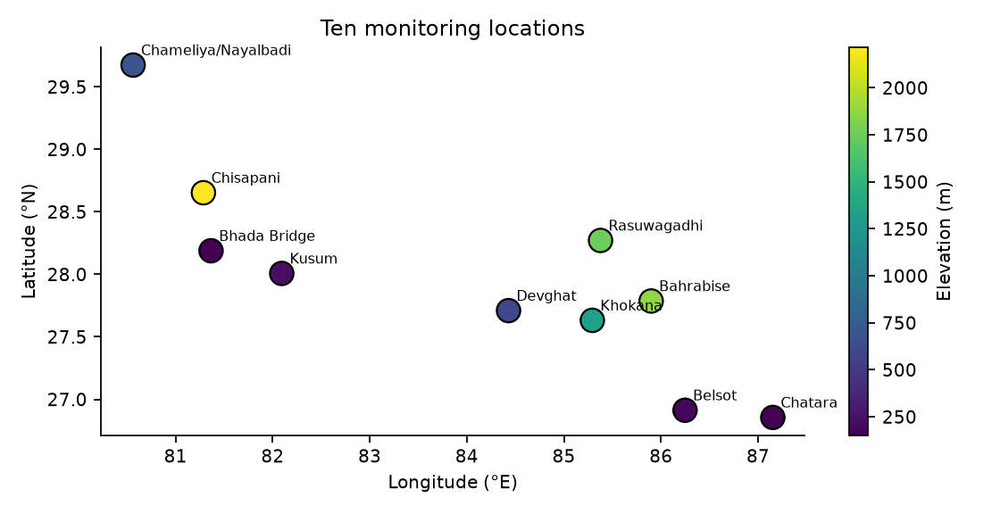 Ten monitoring locations
Chameliya/Nayalbadi
Chisapani
Bhada Bridge
Kusum
Rasuwagadhi
Bahrabise
Devghat
Khokana
Belsot
Chatara
29.5
29.0
28.5
28.0
27.5
27.0
Latitude (°N)
81
82
83
84
85
86
87
Longitude (°E)
2000
1750
1500
1250
1000
750
500
250
Elevation (m)